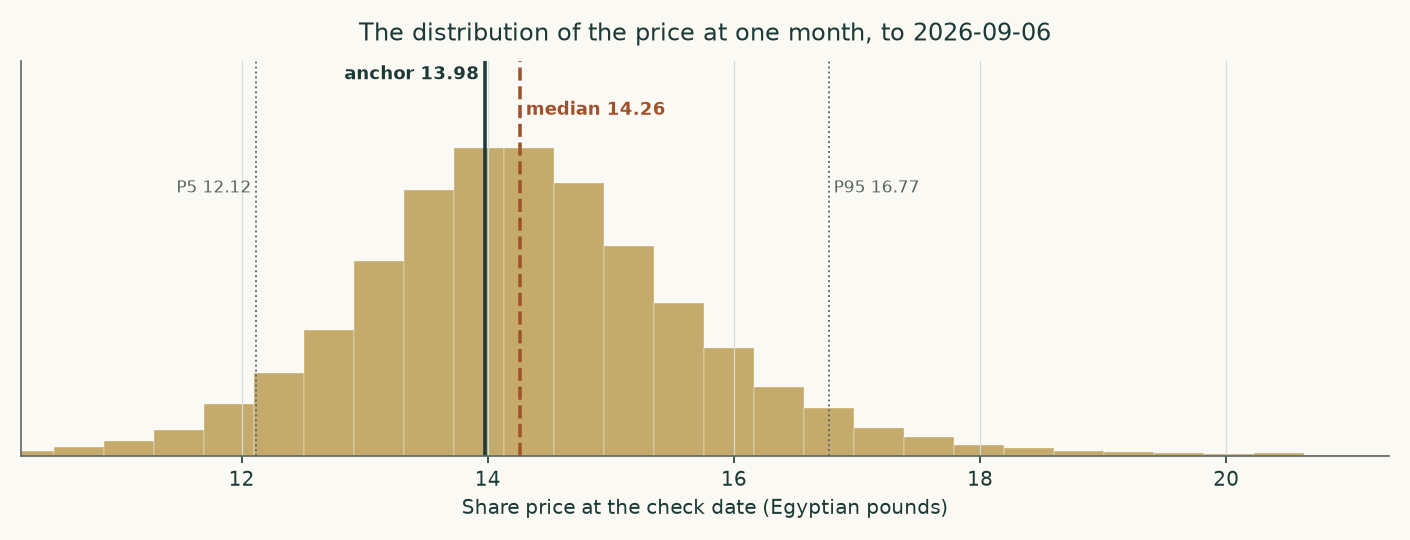 The distribution of the price at one month, to 2026-09-06
anchor 13.98
median 14.26
P5 12.12
P95 16.77
12
14
16
18
20
Share price at the check date (Egyptian pounds)